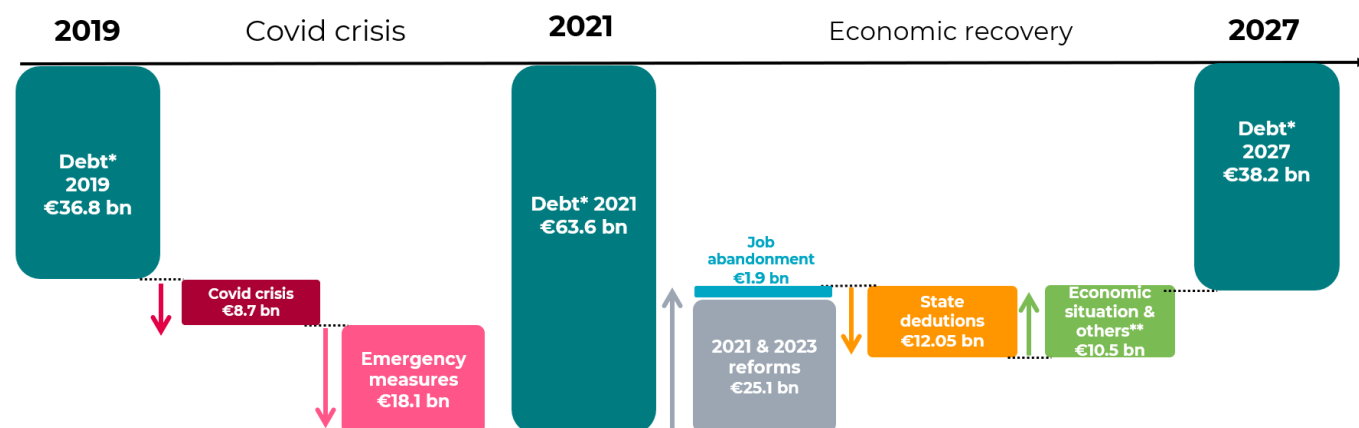 2019
Covid crisis
2021
Economic recovery
2027
Debt*
2019
€36.8 bn
Covid crisis
€8.7 bn
Emergency
measures
€18.1 bn
Debt* 2021
€63.6 bn
Job
abandonment
€1.9 bn
2021 & 2023
reforms
€25.1 bn
State
dedutions
€12.05 bn
Economic
situation &
others**
€10.5 bn
Debt*
2027
€38.2 bn